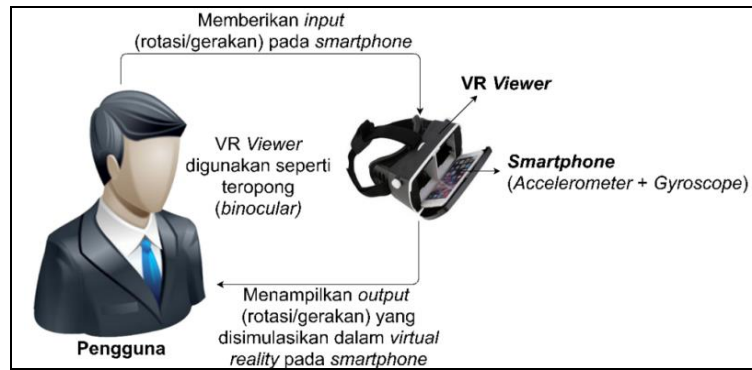 Memberikan input
(rotasi/gerakan) pada smartphone
VR Viewer
VR Viewer
digunakan seperti
teropong
(binocular)
Smartphone
(Accelerometer + Gyroscope)
Menampilkan output
(rotasi/gerakan) yang
disimulasikan dalam virtual
reality pada smartphone
Pengguna